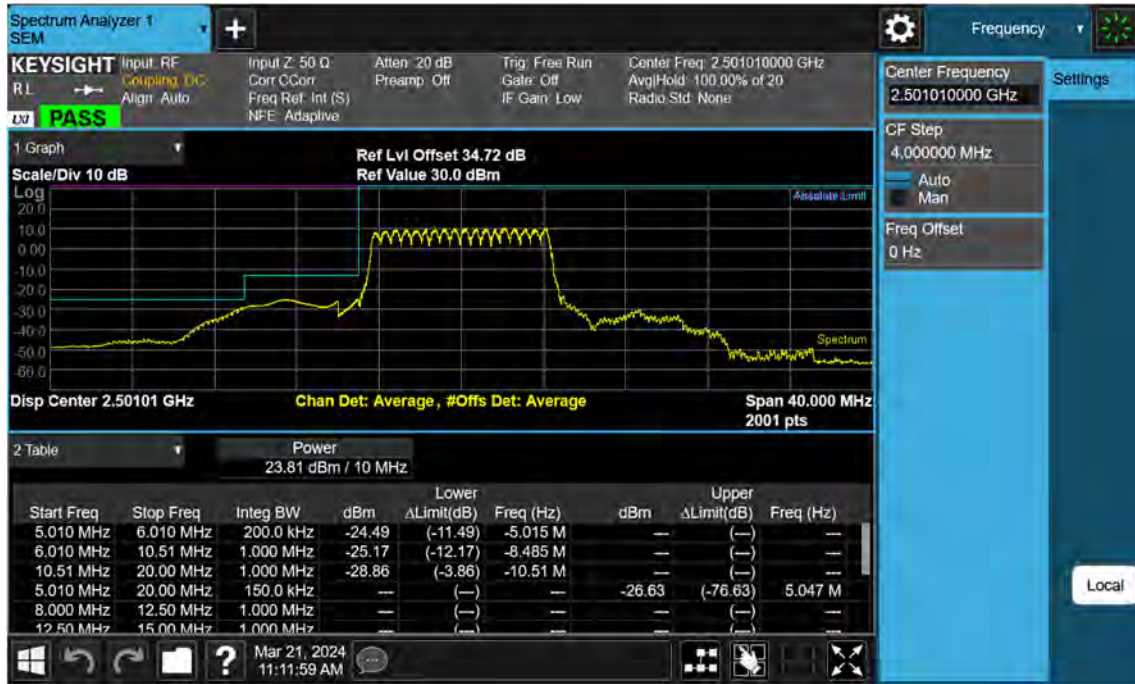 Spectrum Analyzer 1
SEM
+
Frequency
KEYSIGHT
RL
LXI PASS
Input: RF
Coupling: DC
Align: Auto
Input Z: 50 Ω
Corr CCorr
Freq Ref: Int (S)
NFE: Adaptive
Atten: 20 dB
Preamp: Off
Trig: Free Run
Gate: Off
IF Gain: Low
Center Freq: 2.501010000 GHz
Avg|Hold: 100.00% of 20
Radio Std: None
Center Frequency
2.501010000 GHz
Settings
CF Step
4.000000 MHz
Auto
Man
Freq Offset
0 Hz
1 Graph
Scale/Div 10 dB
Ref Lvl Offset 34.72 dB
Ref Value 30.0 dBm
Log
Absolute Limit
20.0
10.0
0.00
-10.0
-20.0
-30.0
-40.0
-50.0
-60.0
Spectrum
Disp Center 2.50101 GHz
Chan Det: Average, #Offs Det: Average
Span 40.000 MHz
2001 pts
2 Table
Power
23.81 dBm / 10 MHz
Lower Upper
Start Freq Stop Freq Integ BW dBm ΔLimit(dB) Freq (Hz) dBm ΔLimit(dB) Freq (Hz)
5.010 MHz 6.010 MHz 200.0 kHz -24.49 (-11.49) -5.015 M --- (---) ---
6.010 MHz 10.51 MHz 1.000 MHz -25.17 (-12.17) -8.485 M --- (---) ---
10.51 MHz 20.00 MHz 1.000 MHz -28.86 (-3.86) -10.51 M --- (---) ---
5.010 MHz 20.00 MHz 150.0 kHz --- (---) --- -26.63 (-76.63) 5.047 M
8.000 MHz 12.50 MHz 1.000 MHz --- (---) --- --- (---) ---
12.50 MHz 15.00 MHz 1.000 MHz --- (---) --- --- (---) ---
Local
?
Mar 21, 2024
11:11:59 AM